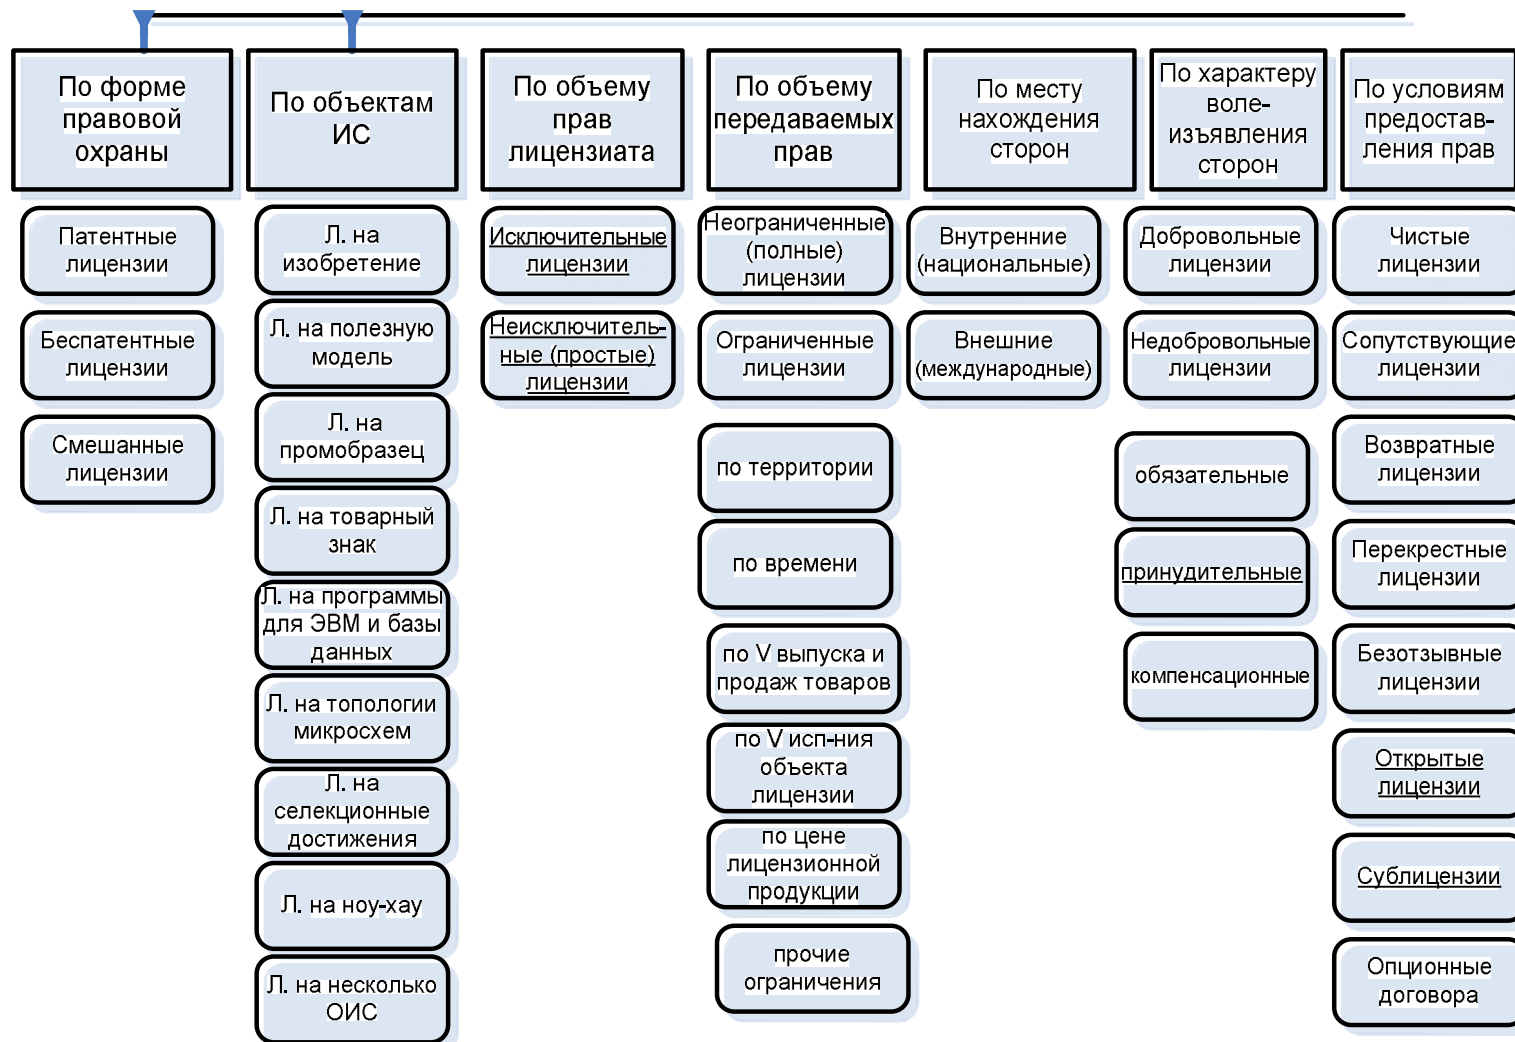 По форме
правовой
охраны
Патентные
лицензии
Беспатентные
лицензии
Смешанные
лицензии
По объектам
ИС
Л. на
изобретение
Л. на полезную
модель
Л. на
промобразец
Л. на товарный
знак
Л. на программы
для ЭВМ и базы
данных
Л. на топологии
микросхем
Л. на
селекционные
достижения
Л. на ноу-хау
Л. на несколько
ОИС
По объему
прав
лицензиата
Исключительные
лицензии
Неисключитель-
ные (простые)
лицензии
По объему
передаваемых
прав
Неограниченные
(полные)
лицензии
Ограниченные
лицензии
по территории
по времени
по V выпуска и
продаж товаров
по V исп-ния
объекта
лицензии
по цене
лицензионной
продукции
прочие
ограничения
По месту
нахождения
сторон
Внутренние
(национальные)
Внешние
(международные)
По характеру
воле-
изъявления
сторон
Добровольные
лицензии
Недобровольные
лицензии
обязательные
принудительные
компенсационные
По условиям
предостав-
ления прав
Чистые
лицензии
Сопутствующие
лицензии
Возвратные
лицензии
Перекрестные
лицензии
Безотзывные
лицензии
Открытые
лицензии
Сублицензии
Опционные
договора